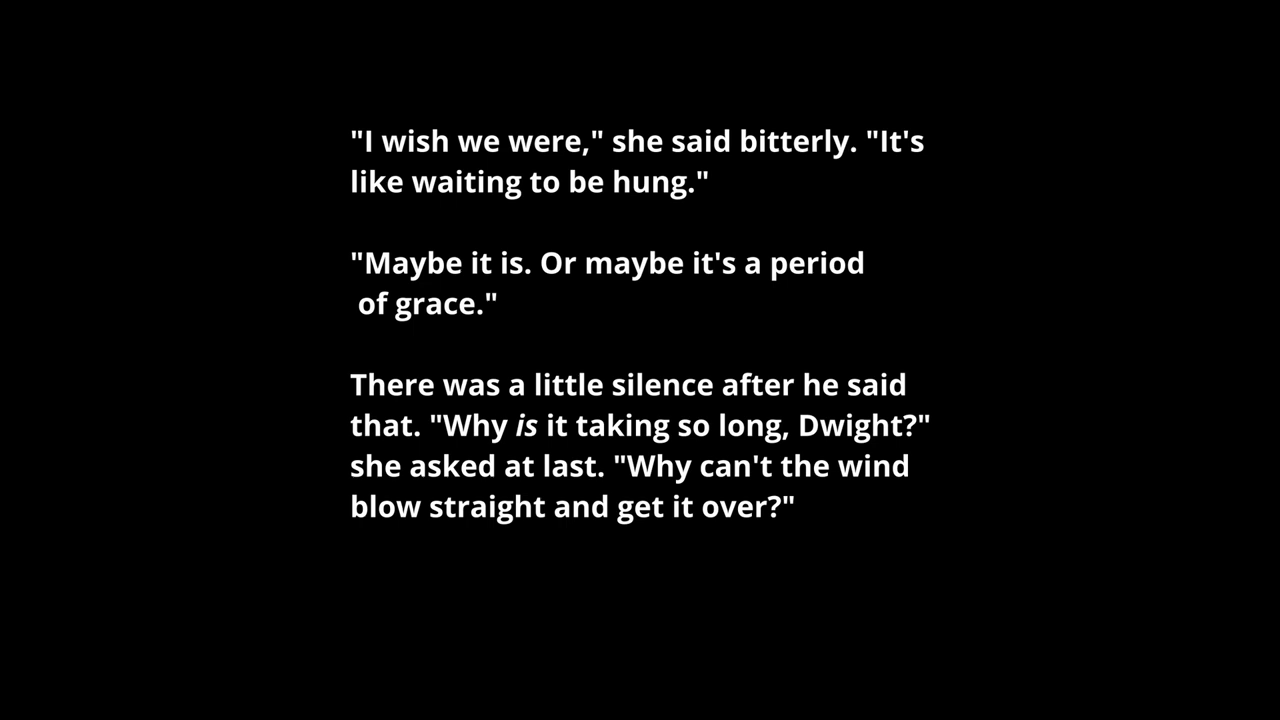 "I wish we were," she said bitterly. "It's
like waiting to be hung."
"Maybe it is. Or maybe it's a period
of grace."
There was a little silence after he said
that. "Why is it taking so long, Dwight?"
she asked at last. "Why can't the wind
blow straight and get it over?"